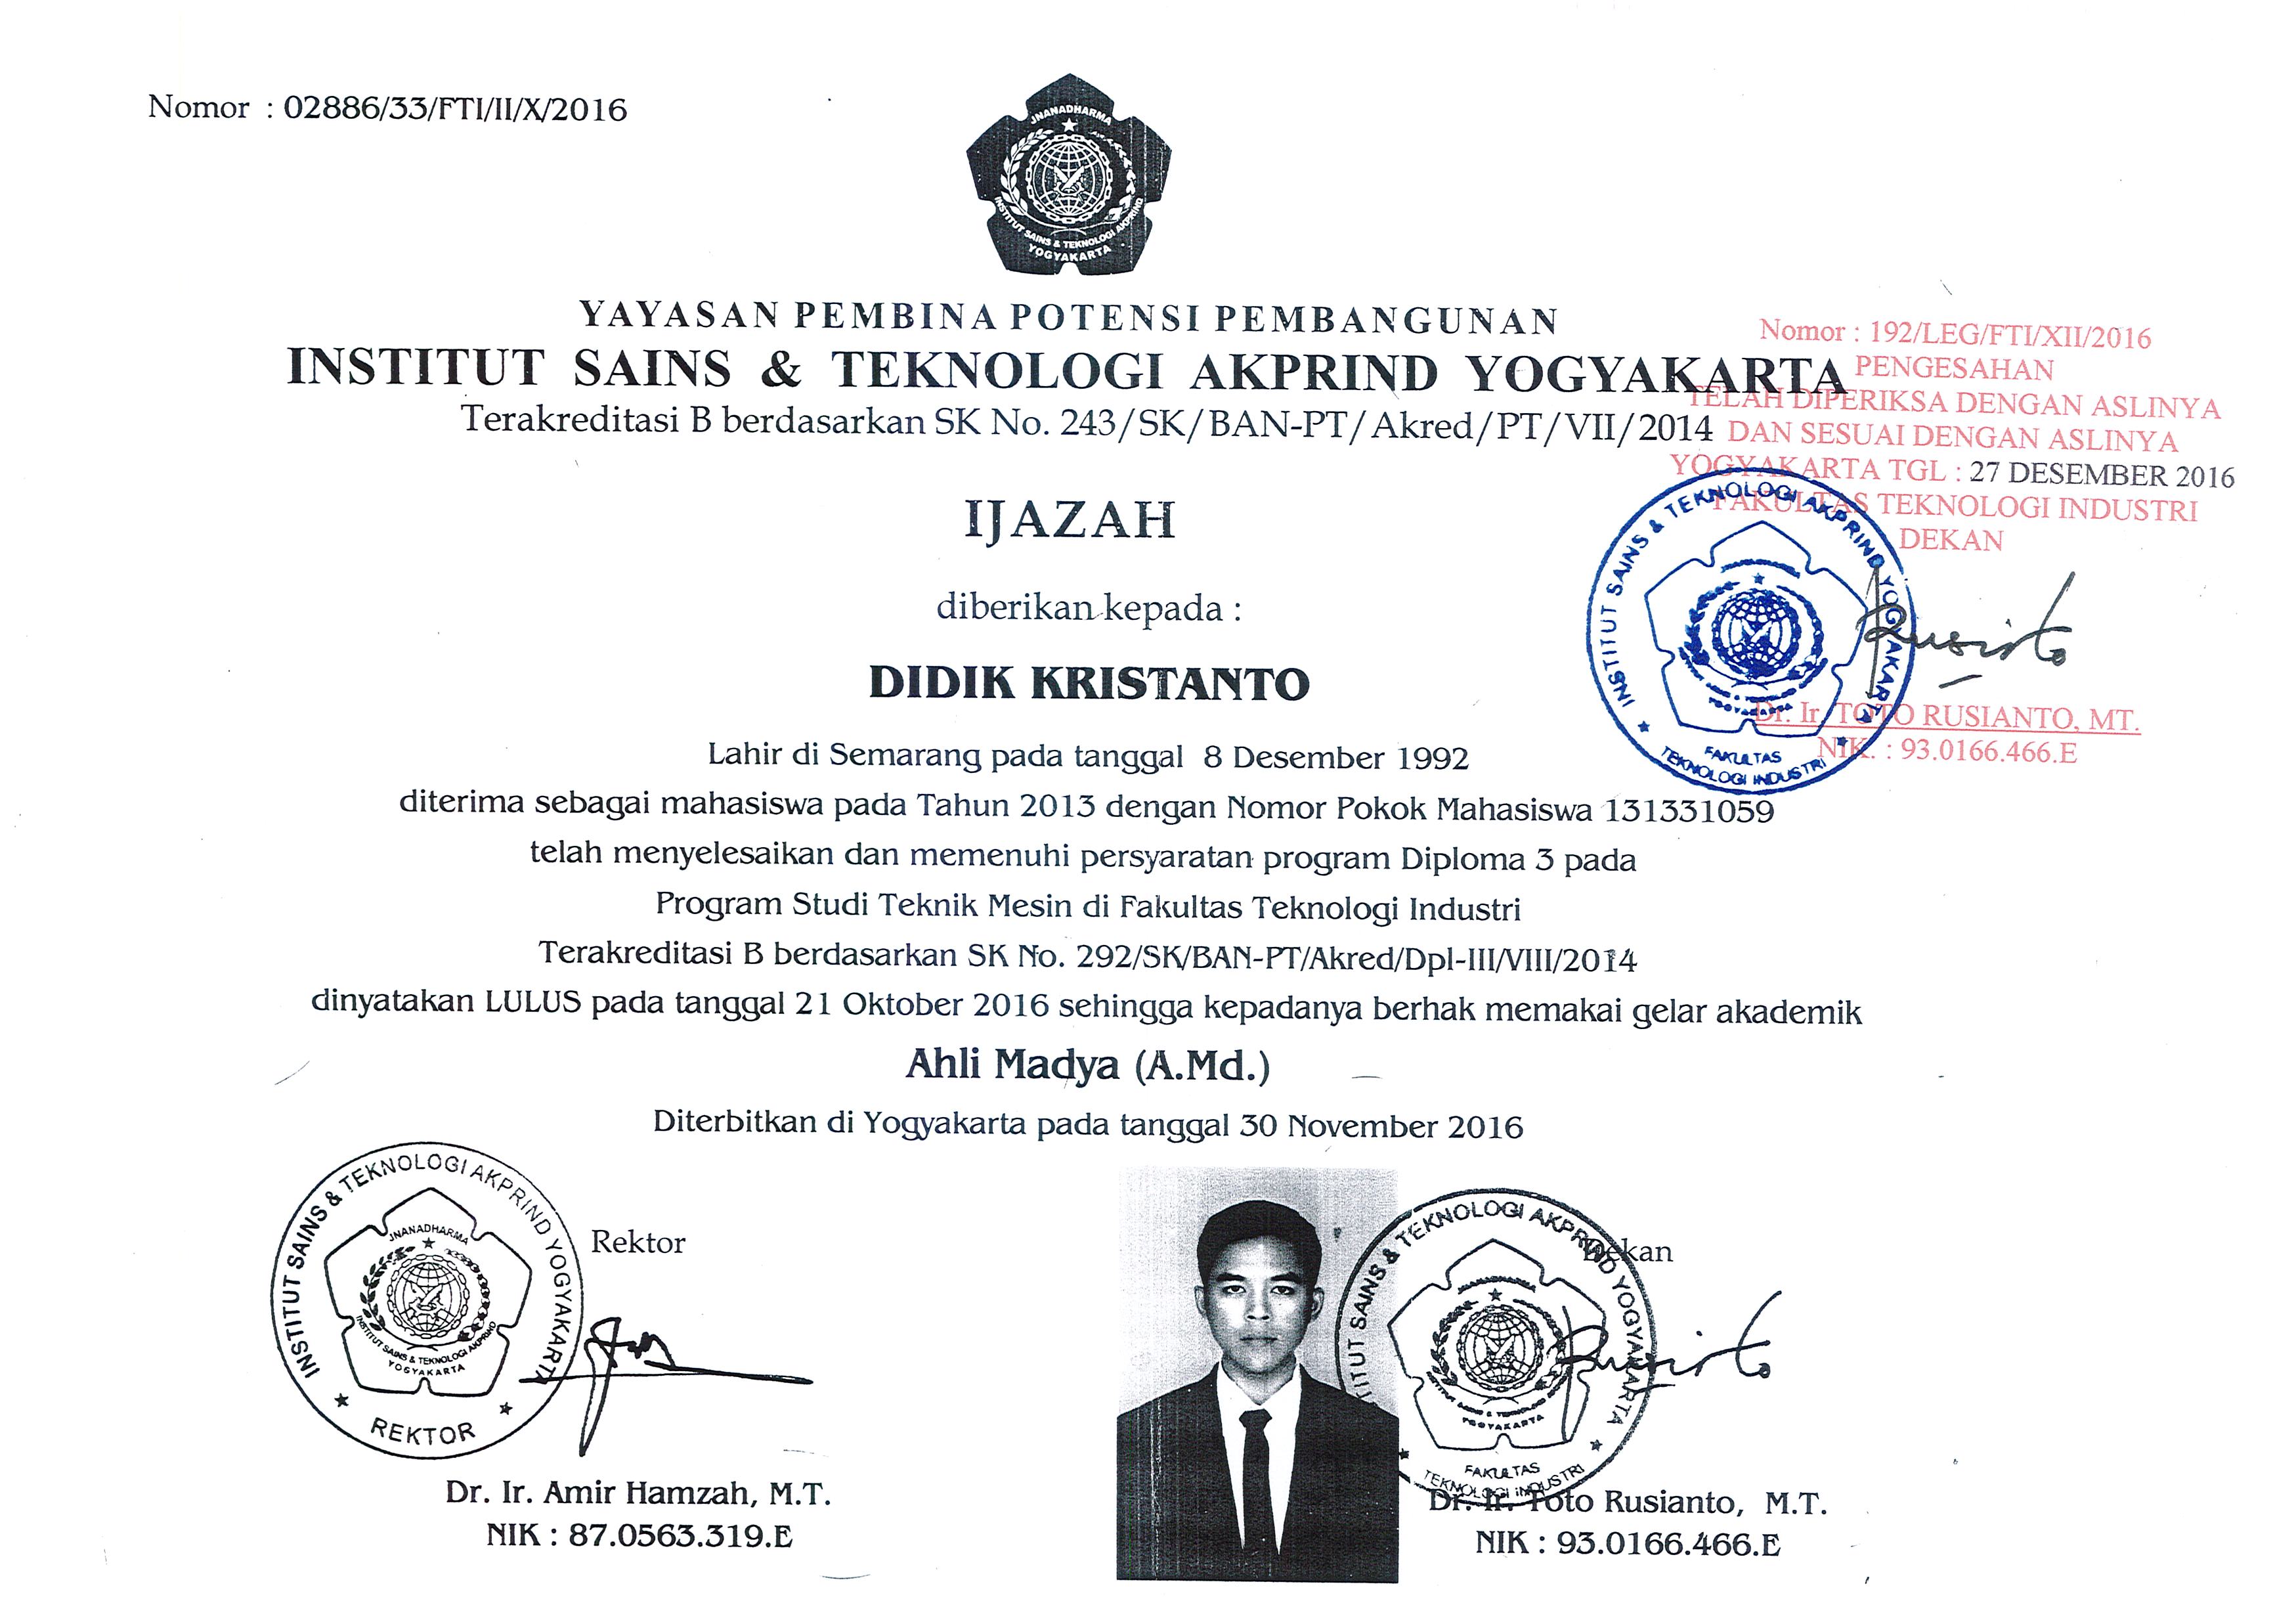 Nomor : 02886/33/FTI/II/X/2016
JNANADHARMA
INSTITUT SAINS & TEKNOLOGI AKPRIND
YOGYAKARTA
YAYASAN PEMBINA POTENSI PEMBANGUNAN
INSTITUT SAINS & TEKNOLOGI AKPRIND YOGYAKARTA
Terakreditasi B berdasarkan SK No. 243/SK/BAN-PT/Akred/PT/VII/2014
Nomor : 192/LEG/FTI/XII/2016
PENGESAHAN
TELAH DIPERIKSA DENGAN ASLINYA
DAN SESUAI DENGAN ASLINYA
YOGYAKARTA TGL : 27 DESEMBER 2016
FAKULTAS TEKNOLOGI INDUSTRI
DEKAN
INSTITUT SAINS & TEKNOLOGI AKPRIND YOGYAKARTA
YOGYAKARTA
FAKULTAS
TEKNOLOGI INDUSTRI
Dr. Ir. TOTO RUSIANTO, MT.
NIK. : 93.0166.466.E
IJAZAH
diberikan kepada :
DIDIK KRISTANTO
Lahir di Semarang pada tanggal 8 Desember 1992
diterima sebagai mahasiswa pada Tahun 2013 dengan Nomor Pokok Mahasiswa 131331059
telah menyelesaikan dan memenuhi persyaratan program Diploma 3 pada
Program Studi Teknik Mesin di Fakultas Teknologi Industri
Terakreditasi B berdasarkan SK No. 292/SK/BAN-PT/Akred/Dpl-III/VIII/2014
dinyatakan LULUS pada tanggal 21 Oktober 2016 sehingga kepadanya berhak memakai gelar akademik
Ahli Madya (A.Md.)
Diterbitkan di Yogyakarta pada tanggal 30 November 2016
Rektor
INSTITUT SAINS & TEKNOLOGI AKPRIND YOGYAKARTA
JNANADHARMA
INSTITUT SAINS & TEKNOLOGI AKPRIND
YOGYAKARTA
REKTOR
Dr. Ir. Amir Hamzah, M.T.
NIK : 87.0563.319.E
Dekan
SAINS & TEKNOLOGI AKPRIND YOGYAKARTA
YOGYAKARTA
FAKULTAS
TEKNOLOGI INDUSTRI
Dr. Ir. Toto Rusianto, M.T.
NIK : 93.0166.466.E